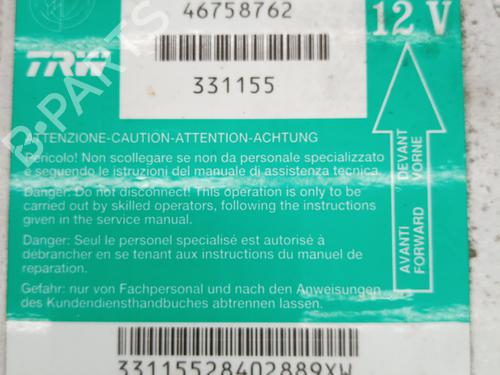 46758762
12 V
TRW
331155
ATTENZIONE-CAUTION-ATTENTION-ACHTUNG
Pericolo! Non scollegare se non da personale specializzato
e seguendo le istruzioni del manuale di assistenza tecnica.
Danger: Do not disconnect! This operation is only to be
carried out by skilled operators, following the instructions
given in the service manual.
Danger: Seul le personel spécialisé est autorisé à
débrancher en se tenant aux instructions du manuel de
reparation.
Gefahr: nur von Fachpersonal und nach den Anweisungen
des Kundendiensthandbuches abtrennen lassen.
AVANTI DEVANT
FORWARD VORNE
33115528402889XW
B-PARTS